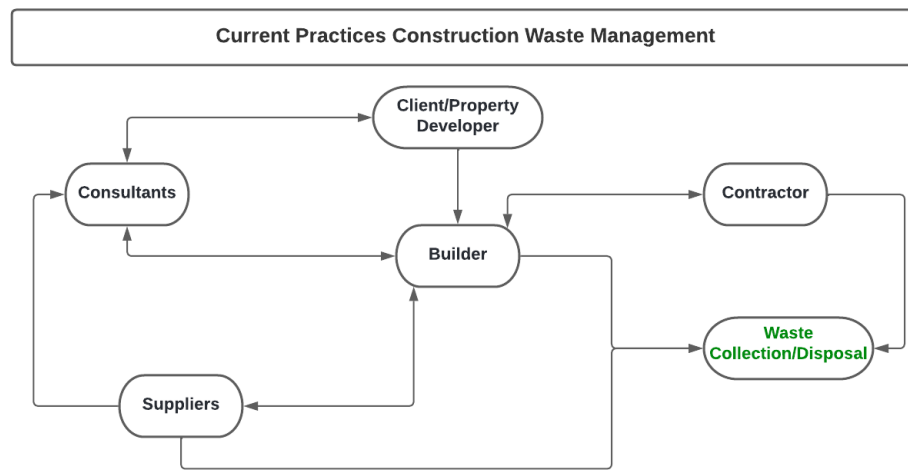 Current Practices Construction Waste Management
Client/Property
Developer
Consultants
Contractor
Builder
Waste
Collection/Disposal
Suppliers